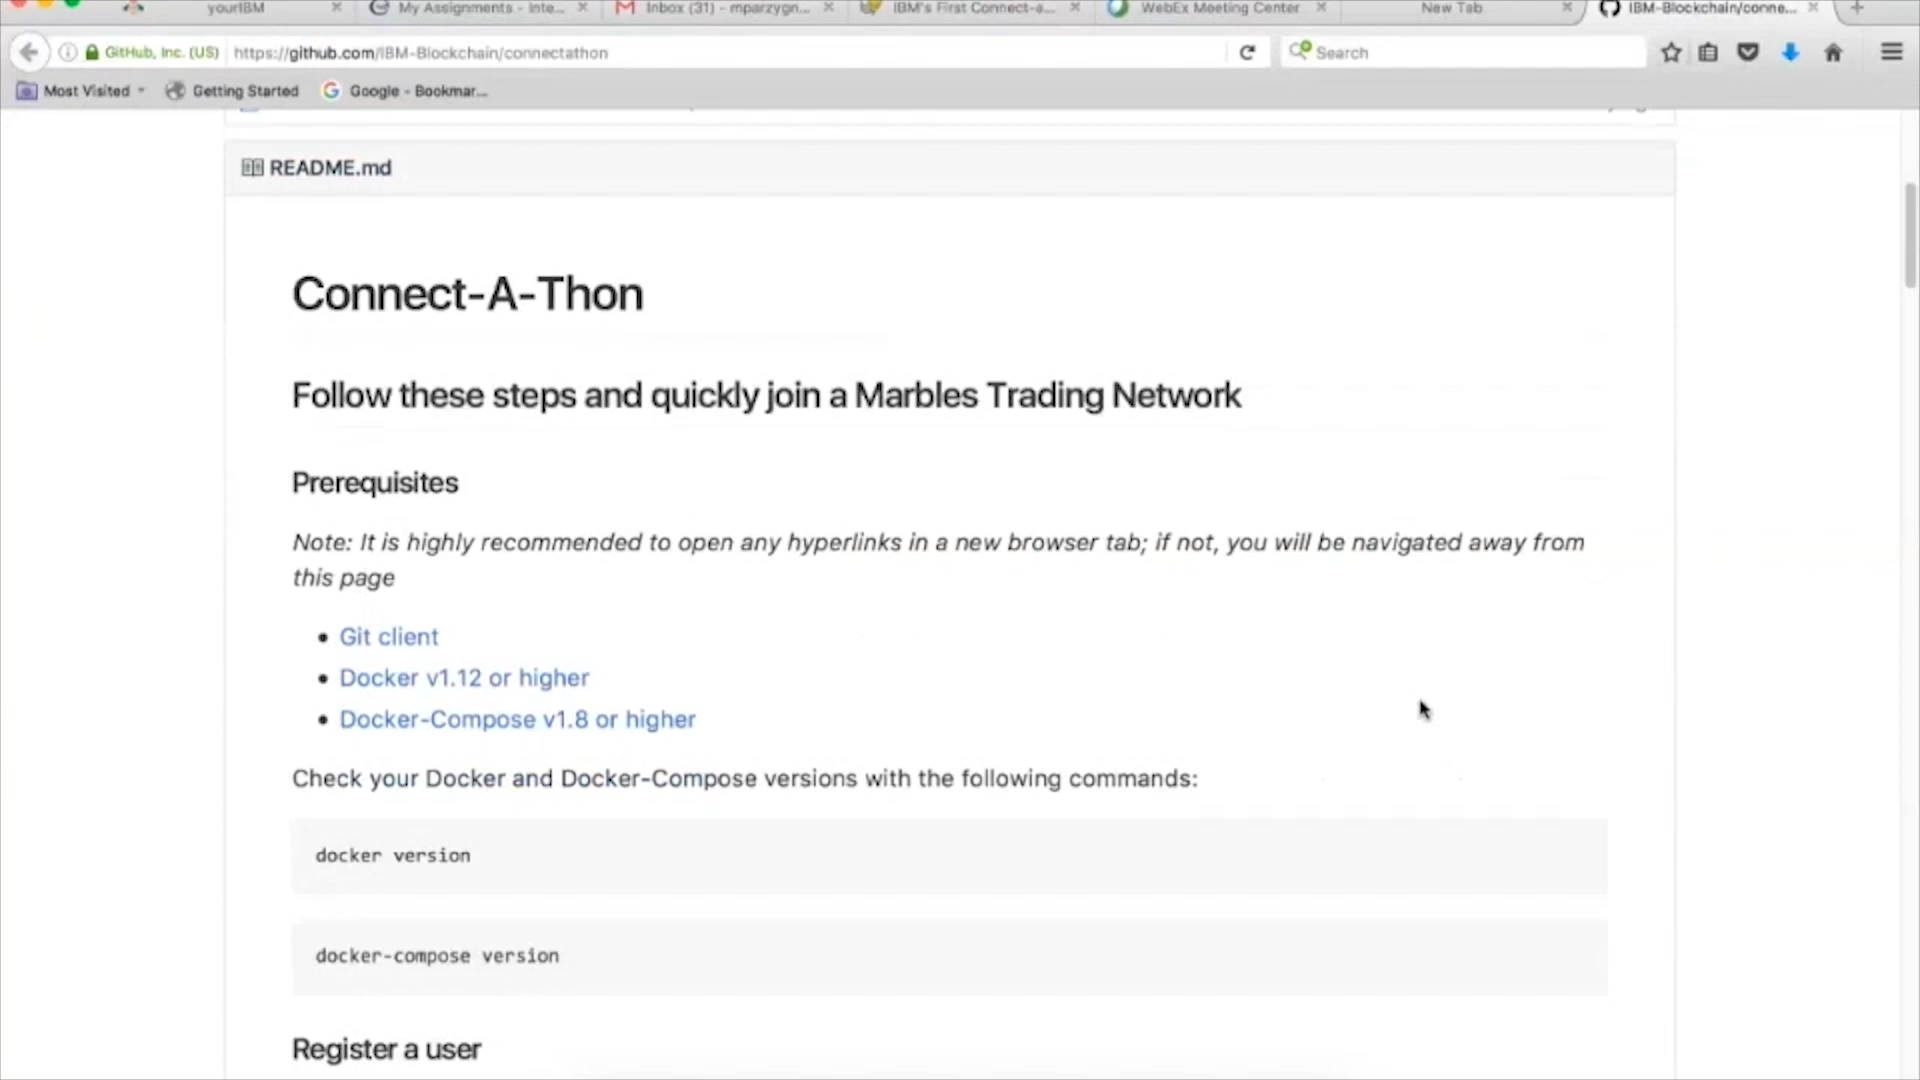 yourIBM
My Assignments - Inte...
Inbox (31) - mparzygn...
IBM's First Connect-a...
WebEx Meeting Center
New Tab
IBM-Blockchain/conne...
GitHub, Inc. (US)
https://github.com/IBM-Blockchain/connectathon
Search
Most Visited
Getting Started
Google - Bookmar...
README.md
Connect-A-Thon
Follow these steps and quickly join a Marbles Trading Network
Prerequisites
Note: It is highly recommended to open any hyperlinks in a new browser tab; if not, you will be navigated away from
this page
Git client
Docker v1.12 or higher
Docker-Compose v1.8 or higher
Check your Docker and Docker-Compose versions with the following commands:
docker version
docker-compose version
Register a user